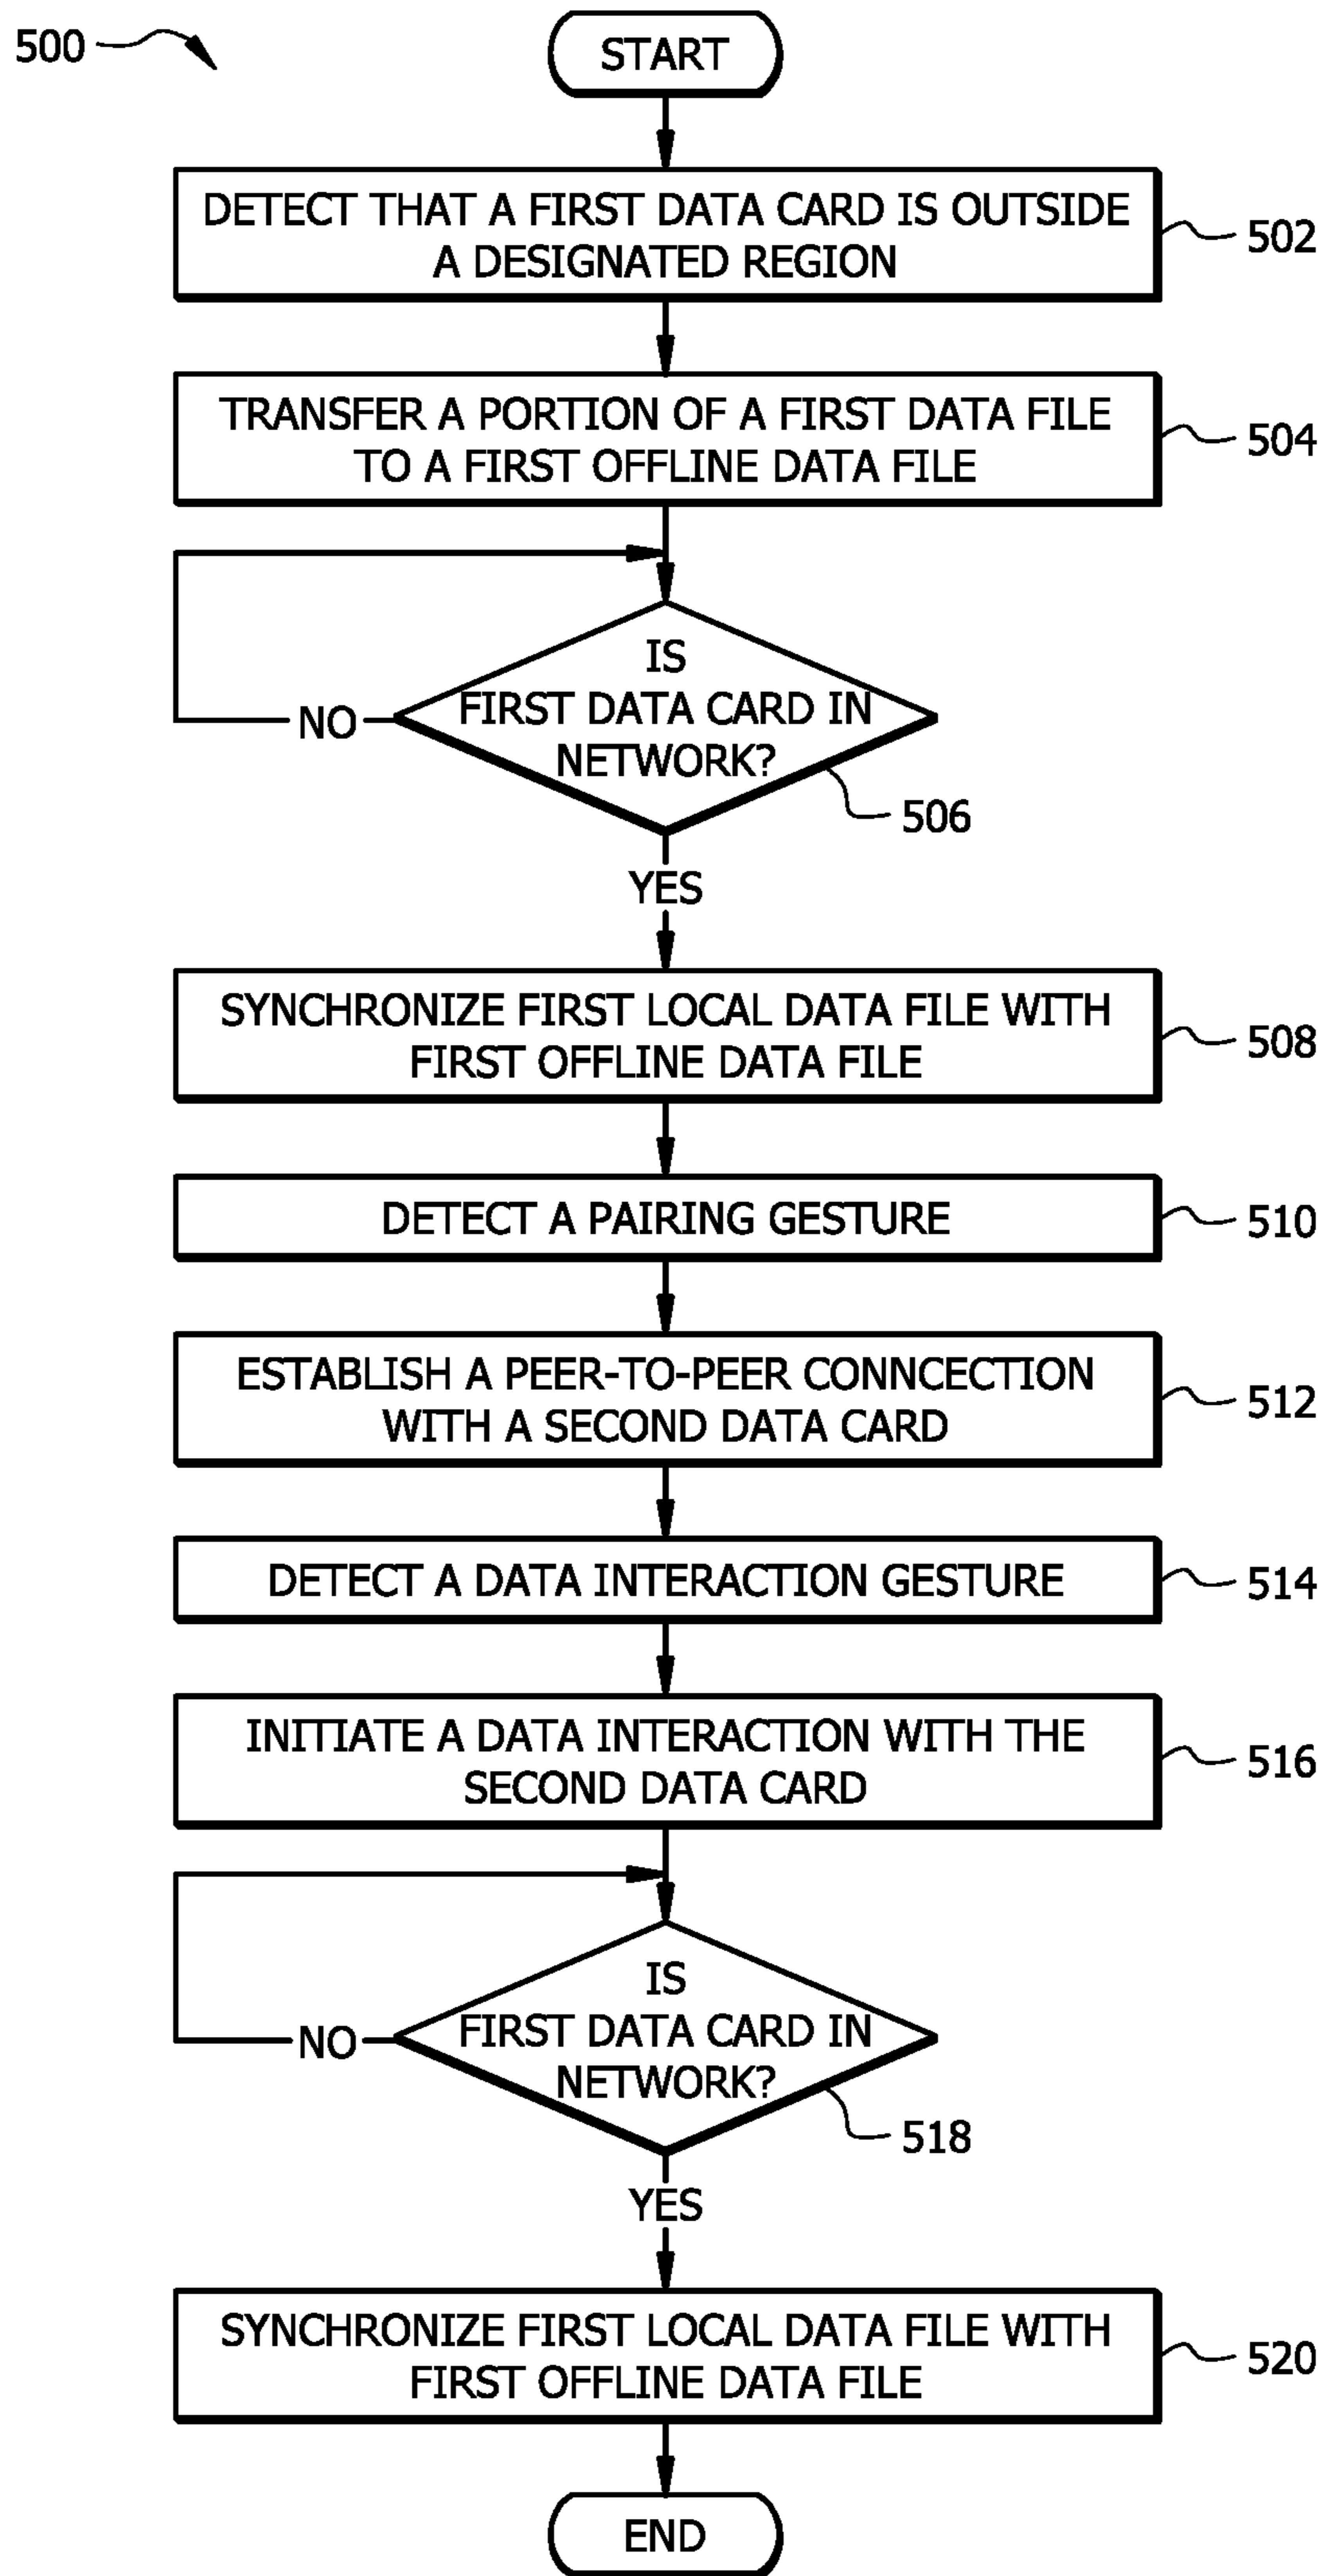 500
START
DETECT THAT A FIRST DATA CARD IS OUTSIDE
A DESIGNATED REGION
502
TRANSFER A PORTION OF A FIRST DATA FILE
TO A FIRST OFFLINE DATA FILE
504
IS
FIRST DATA CARD IN
NETWORK?
NO
506
YES
SYNCHRONIZE FIRST LOCAL DATA FILE WITH
FIRST OFFLINE DATA FILE
508
DETECT A PAIRING GESTURE
510
ESTABLISH A PEER-TO-PEER CONNCECTION
WITH A SECOND DATA CARD
512
DETECT A DATA INTERACTION GESTURE
514
INITIATE A DATA INTERACTION WITH THE
SECOND DATA CARD
516
IS
FIRST DATA CARD IN
NETWORK?
NO
518
YES
SYNCHRONIZE FIRST LOCAL DATA FILE WITH
FIRST OFFLINE DATA FILE
520
END